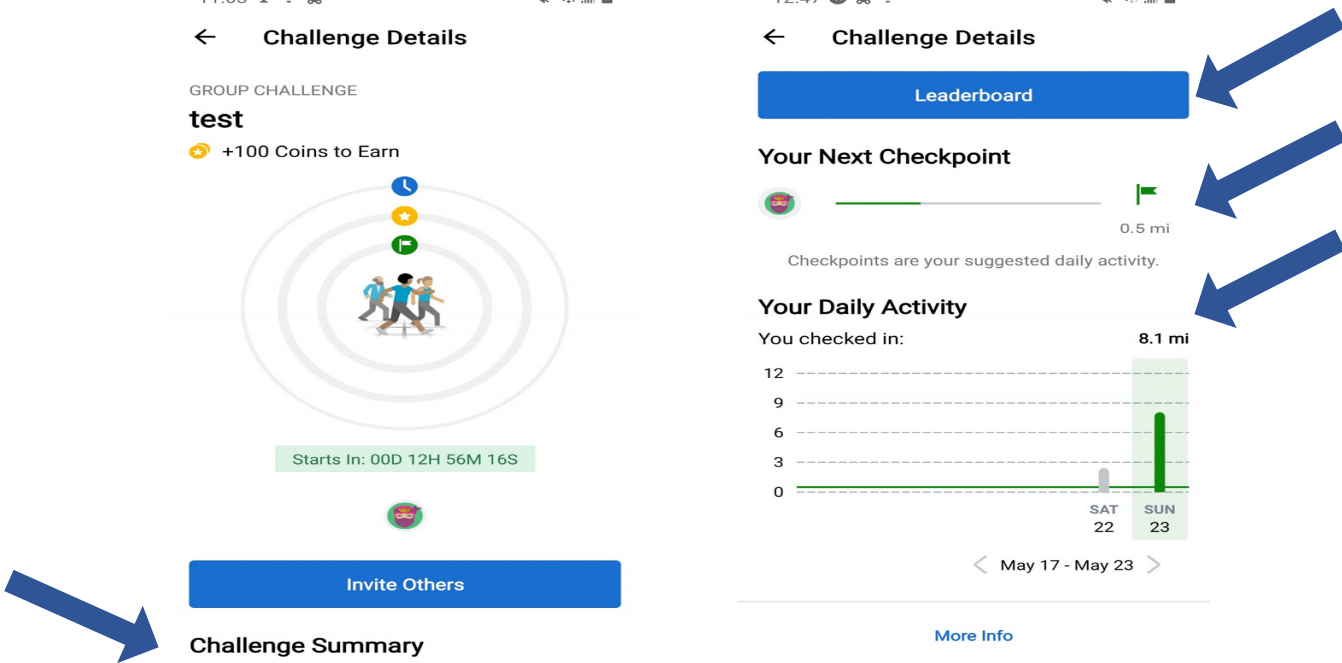 Challenge Details
GROUP CHALLENGE
test
+100 Coins to Earn
Starts In: 00D 12H 56M 16S
Invite Others
Challenge Summary
Challenge Details
Leaderboard
Your Next Checkpoint
0.5 mi
Checkpoints are your suggested daily activity.
Your Daily Activity
You checked in: 8.1 mi
12
9
6
3
0
SAT SUN
22 23
May 17 - May 23
More Info